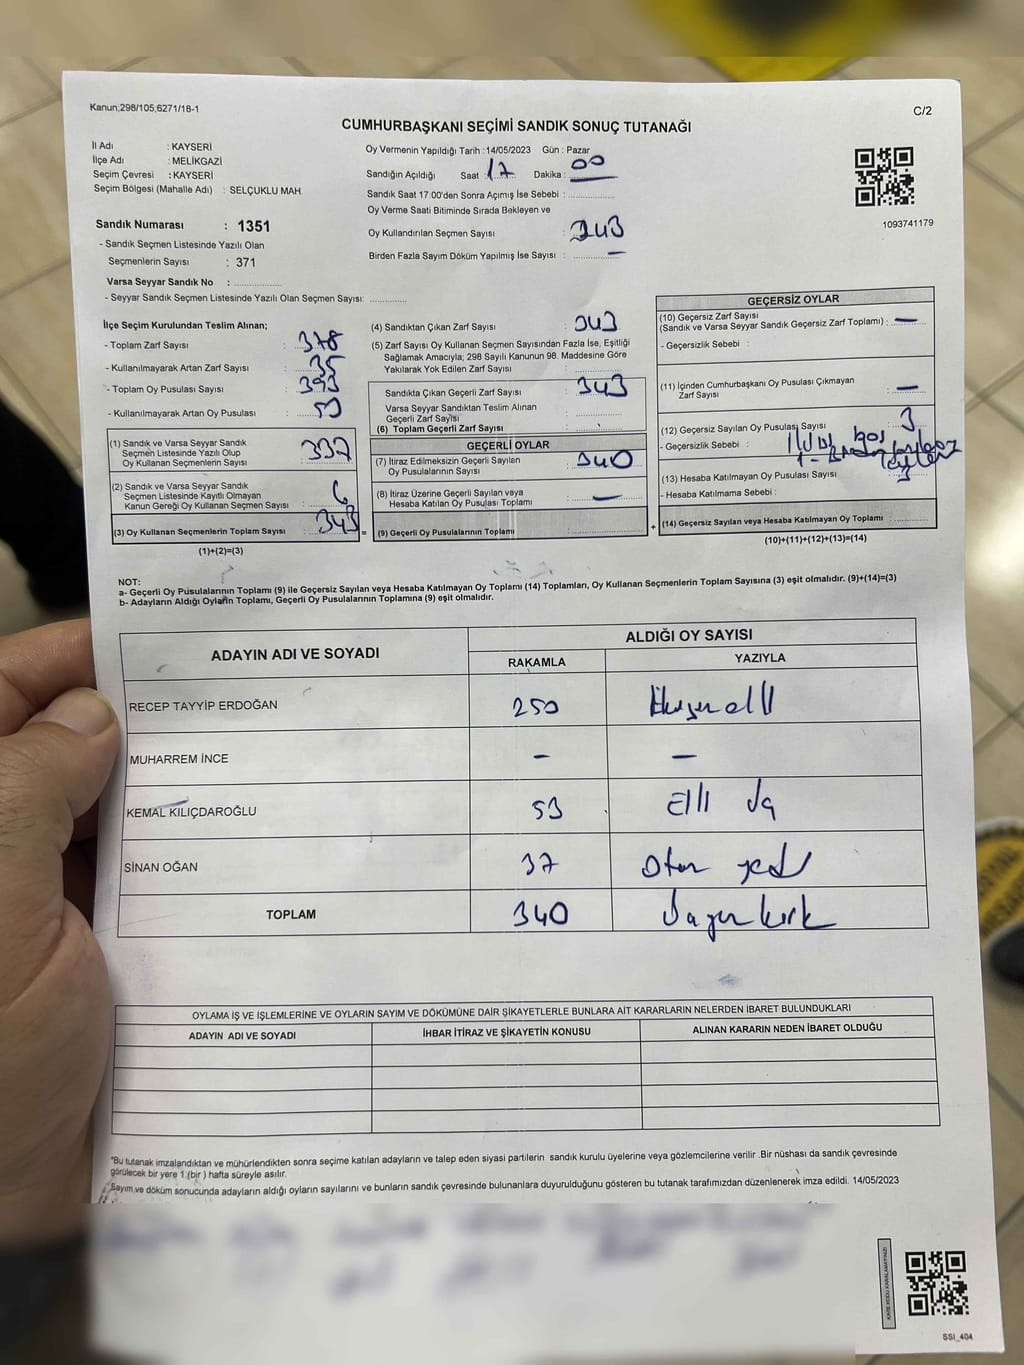 Kanun,298/105,6271/18-1
C/2
CUMHURBAŞKANI SEÇİMİ SANDIK SONUÇ TUTANAĞI
İl Adı : KAYSERİ
İlçe Adı : MELİKGAZİ
Seçim Çevresi : KAYSERİ
Seçim Bölgesi (Mahalle Adı) : SELÇUKLU MAH.
Sandık Numarası : 1351
- Sandık Seçmen Listesinde Yazılı Olan
Seçmenlerin Sayısı : 371
Varsa Seyyar Sandık No : ..............
- Seyyar Sandık Seçmen Listesinde Yazılı Olan Seçmen Sayısı: ............
Oy Vermenin Yapıldığı Tarih :14/05/2023 Gün : Pazar
Sandığın Açıldığı Saat : 17 Dakika : 00
Sandık Saat 17:00'den Sonra Açımış İse Sebebi : ..............
Oy Verme Saati Bitiminde Sırada Bekleyen ve
Oy Kullandırılan Seçmen Sayısı : 343
Birden Fazla Sayım Döküm Yapılmış İse Sayısı : —
1093741179
İlçe Seçim Kurulundan Teslim Alınan;
- Toplam Zarf Sayısı : 378
- Kullanılmayarak Artan Zarf Sayısı : 35
- Toplam Oy Pusulası Sayısı : 393
- Kullanılmayarak Artan Oy Pusulası : 50
(1) Sandık ve Varsa Seyyar Sandık
Seçmen Listesinde Yazılı Olup
Oy Kullanan Seçmenlerin Sayısı : 337
(2) Sandık ve Varsa Seyyar Sandık
Seçmen Listesinde Kayıtlı Olmayan
Kanun Gereği Oy Kullanan Seçmen Sayısı : 6
(3) Oy Kullanan Seçmenlerin Toplam Sayısı : 343 =
(1)+(2)=(3)
(4) Sandıktan Çıkan Zarf Sayısı : 343
(5) Zarf Sayısı Oy Kullanan Seçmen Sayısından Fazla İse, Eşitliği
Sağlamak Amacıyla; 298 Sayılı Kanunun 98. Maddesine Göre
Yakılarak Yok Edilen Zarf Sayısı : ..............
Sandıkta Çıkan Geçerli Zarf Sayısı : 343
Varsa Seyyar Sandıktan Teslim Alınan
Geçerli Zarf Sayısı : ..............
(6) Toplam Geçerli Zarf Sayısı : ..............
GEÇERLİ OYLAR
(7) İtiraz Edilmeksizin Geçerli Sayılan
Oy Pusulalarının Sayısı : 340
(8) İtiraz Üzerine Geçerli Sayılan veya
Hesaba Katılan Oy Pusulası Toplamı : —
(9) Geçerli Oy Pusulalarının Toplamı : .............. +
GEÇERSİZ OYLAR
(10) Geçersiz Zarf Sayısı
(Sandık ve Varsa Seyyar Sandık Geçersiz Zarf Toplamı) : —
- Geçersizlik Sebebi :
(11) İçinden Cumhurbaşkanı Oy Pusulası Çıkmayan
Zarf Sayısı : —
(12) Geçersiz Sayılan Oy Pusulası Sayısı : 3
- Geçersizlik Sebebi :
(13) Hesaba Katılmayan Oy Pusulası Sayısı : 3
- Hesaba Katılmama Sebebi :
(14) Geçersiz Sayılan veya Hesaba Katılmayan Oy Toplamı : ..............
(10)+(11)+(12)+(13)=(14)
NOT:
a- Geçerli Oy Pusulalarının Toplamı (9) ile Geçersiz Sayılan veya Hesaba Katılmayan Oy Toplamı (14) Toplamları, Oy Kullanan Seçmenlerin Toplam Sayısına (3) eşit olmalıdır. (9)+(14)=(3)
b- Adayların Aldığı Oyların Toplamı, Geçerli Oy Pusulalarının Toplamına (9) eşit olmalıdır.
ADAYIN ADI VE SOYADI ALDIĞI OY SAYISI
RAKAMLA YAZIYLA
RECEP TAYYİP ERDOĞAN 250
MUHARREM İNCE - —
KEMAL KILIÇDAROĞLU 53 Elli üç
SİNAN OĞAN 37 Otuz yedi
TOPLAM 340 Üçyüz kırk
OYLAMA İŞ VE İŞLEMLERİNE VE OYLARIN SAYIM VE DÖKÜMÜNE DAİR ŞİKAYETLERLE BUNLARA AİT KARARLARIN NELERDEN İBARET BULUNDUKLARI
ADAYIN ADI VE SOYADI İHBAR İTİRAZ VE ŞİKAYETİN KONUSU ALINAN KARARIN NEDEN İBARET OLDUĞU
*Bu tutanak imzalandıktan ve mühürlendikten sonra seçime katılan adayların ve talep eden siyasi partilerin sandık kurulu üyelerine veya gözlemcilerine verilir .Bir nüshası da sandık çevresinde
görülecek bir yere 1 (bir ) hafta süreyle asılır.
Sayım ve döküm sonucunda adayların aldığı oyların sayılarını ve bunların sandık çevresinde bulunanlara duyurulduğunu gösteren bu tutanak tarafımızdan düzenlenerek imza edildi. 14/05/2023
KARE KODU KARALAMAYINIZ!
SSI_404